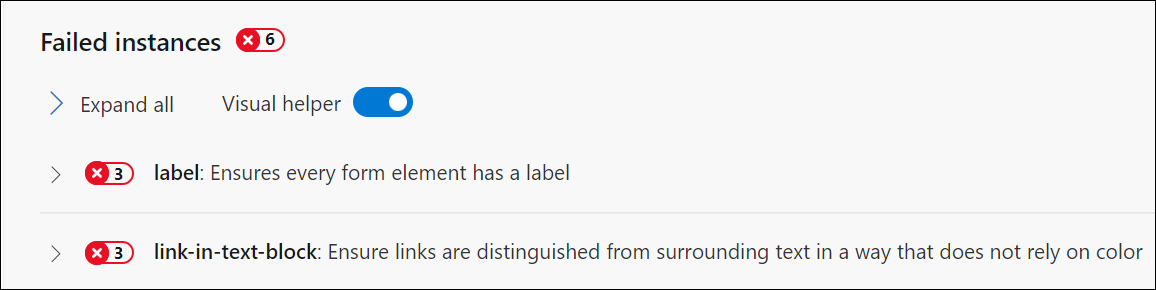 Failed instances 6
Expand all Visual helper
3 label: Ensures every form element has a label
3 link-in-text-block: Ensure links are distinguished from surrounding text in a way that does not rely on color